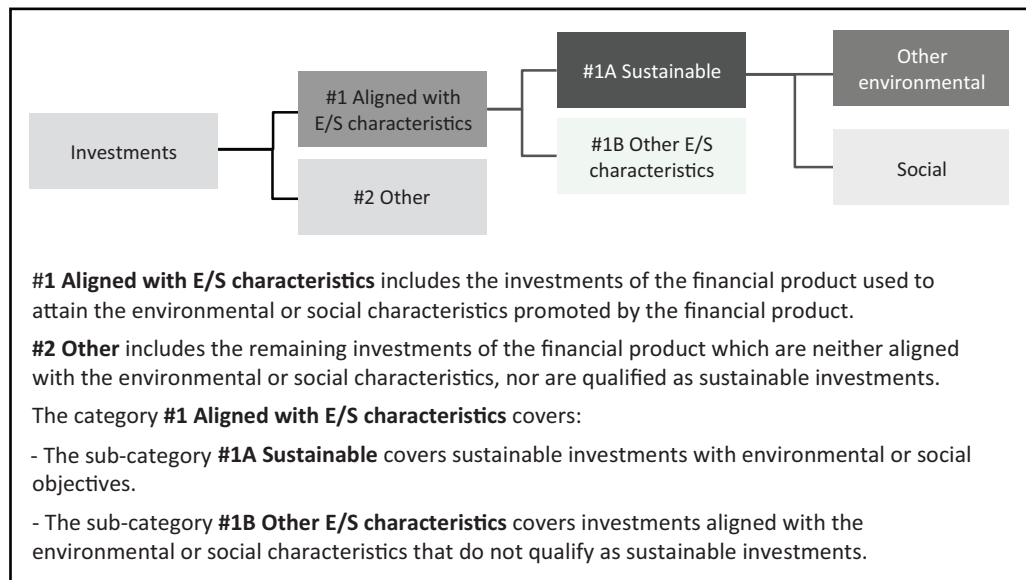 Investments
#1 Aligned with
E/S characteristics
#2 Other
#1A Sustainable
#1B Other E/S
characteristics
Other
environmental
Social
#1 Aligned with E/S characteristics includes the investments of the financial product used to
attain the environmental or social characteristics promoted by the financial product.
#2 Other includes the remaining investments of the financial product which are neither aligned
with the environmental or social characteristics, nor are qualified as sustainable investments.
The category #1 Aligned with E/S characteristics covers:
- The sub-category #1A Sustainable covers sustainable investments with environmental or social
objectives.
- The sub-category #1B Other E/S characteristics covers investments aligned with the
environmental or social characteristics that do not qualify as sustainable investments.